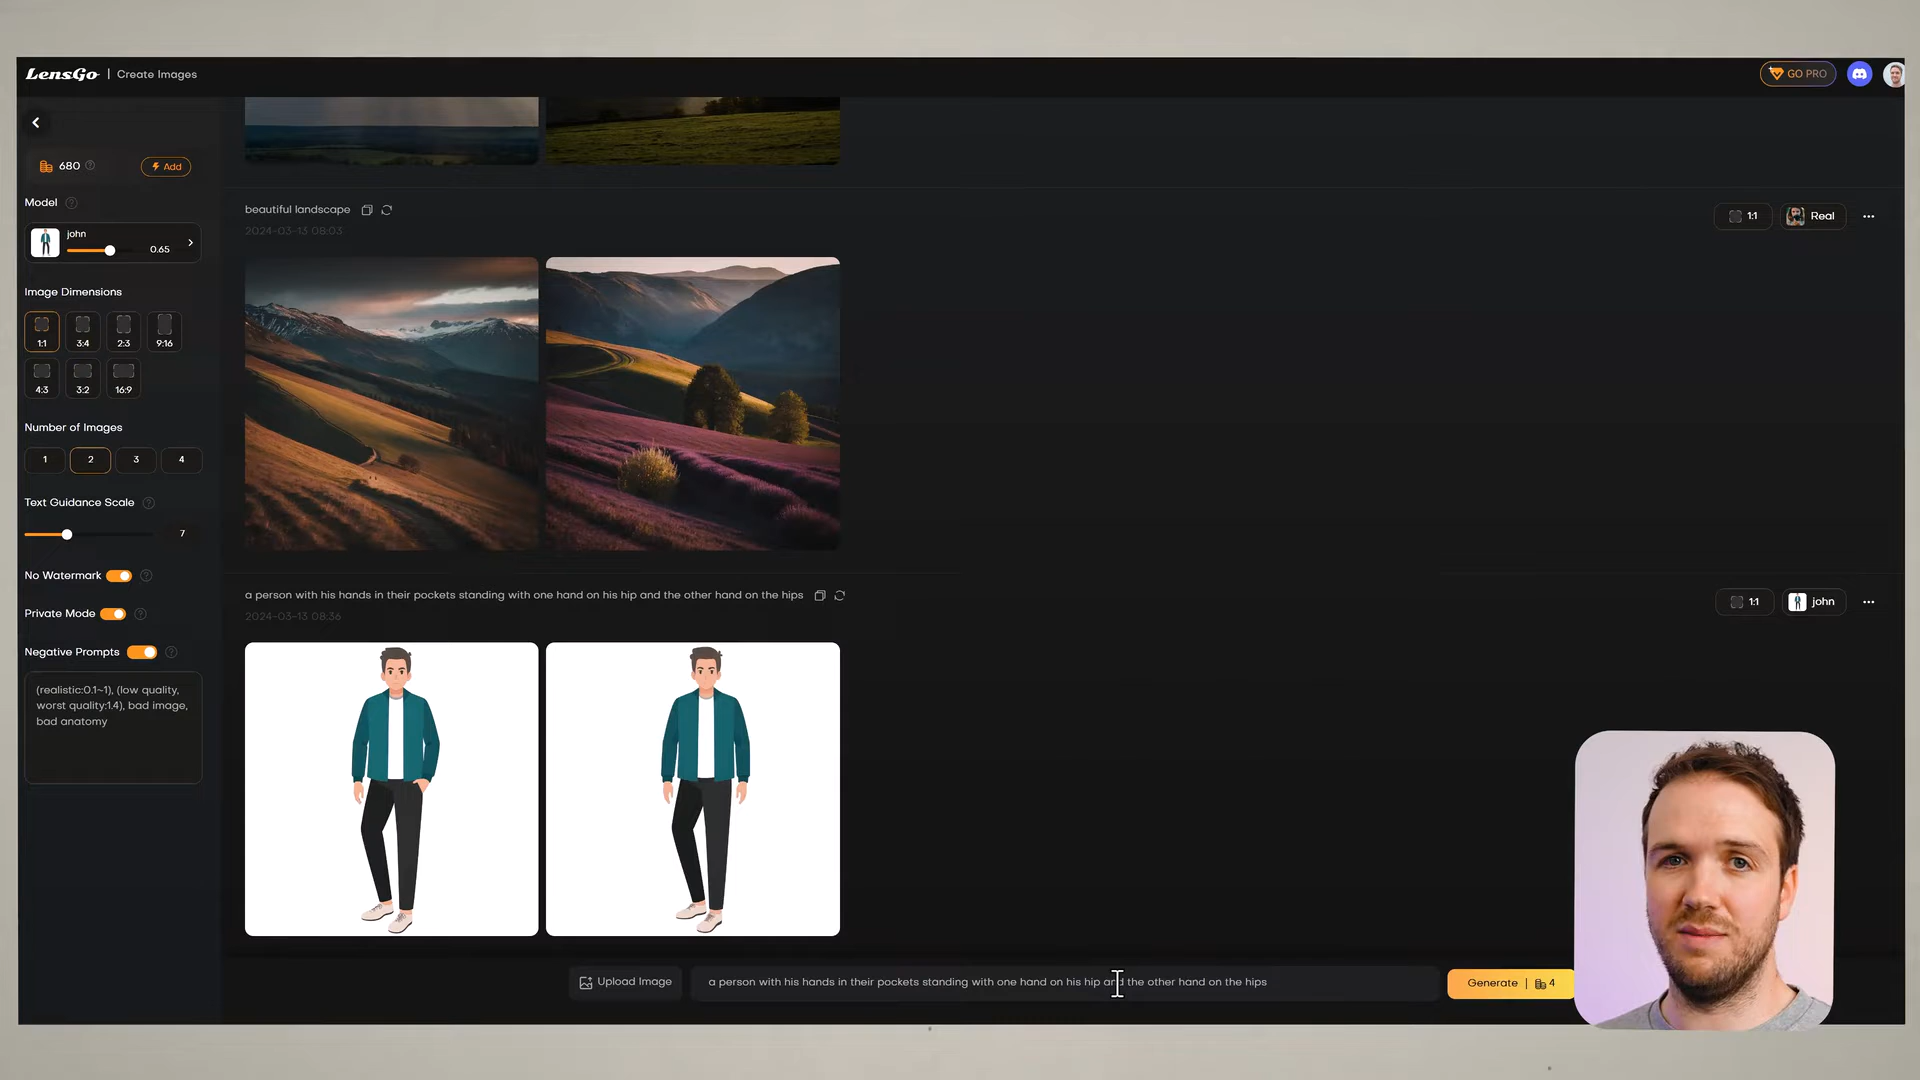 LensGo | Create Images
GO PRO
680
Add
Model
john
0.65
Image Dimensions
1:1
3:4
2:3
9:16
4:3
3:2
16:9
Number of Images
1
2
3
4
Text Guidance Scale
7
No Watermark
Private Mode
Negative Prompts
(realistic:0.1~1), (low quality,
worst quality:1.4), bad image,
bad anatomy
beautiful landscape
2024-03-13 08:03
1:1
Real
a person with his hands in their pockets standing with one hand on his hip and the other hand on the hips
2024-03-13 08:36
1:1
john
Upload Image
a person with his hands in their pockets standing with one hand on his hip and the other hand on the hips
Generate | 4